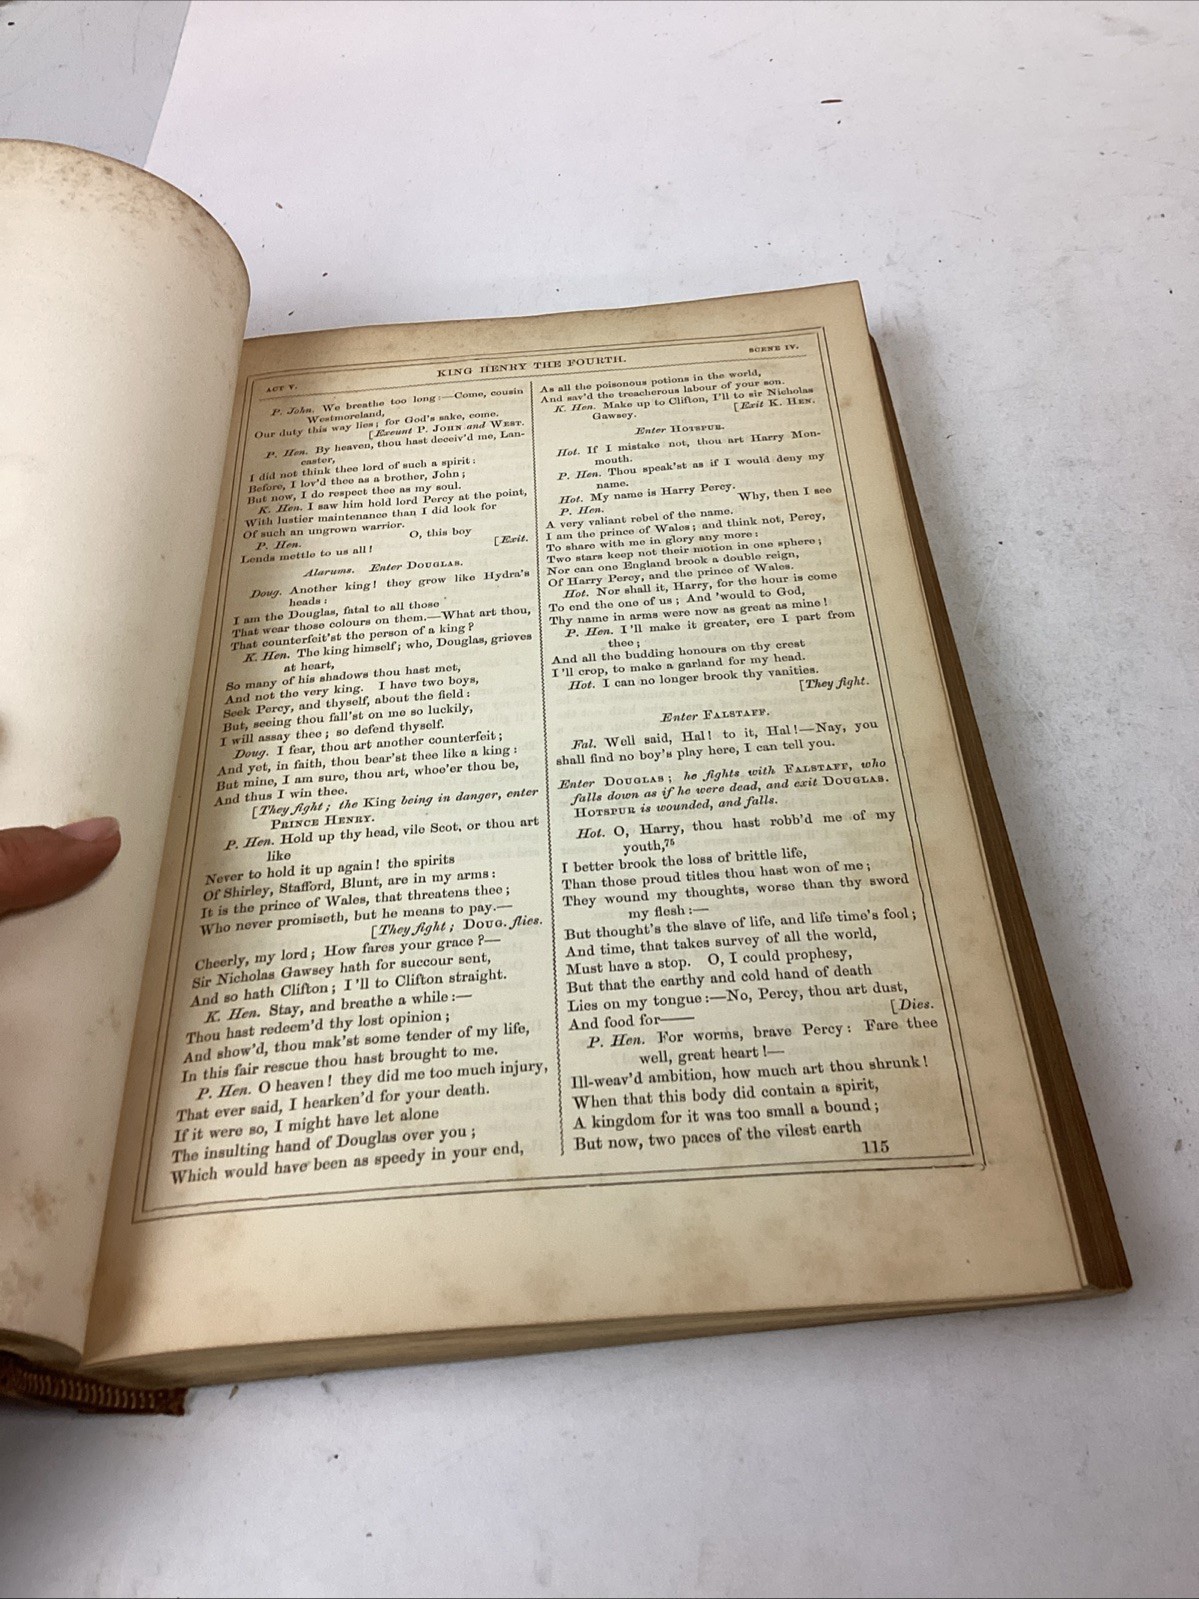 ACT V.
KING HENRY THE FOURTH.
SCENE IV.
P. John. We breathe too long:—Come, cousin
Westmoreland,
Our duty this way lies; for God's sake, come.
[Exeunt P. JOHN and WEST.
P. Hen. By heaven, thou hast deceiv'd me, Lan-
caster,
I did not think thee lord of such a spirit:
Before, I lov'd thee as a brother, John;
But now, I do respect thee as my soul.
K. Hen. I saw him hold lord Percy at the point,
With lustier maintenance than I did look for
Of such an ungrown warrior.
P. Hen. O, this boy
Lends mettle to us all! [Exit.
Alarums. Enter DOUGLAS.
Doug. Another king! they grow like Hydra's
heads:
I am the Douglas, fatal to all those
That wear those colours on them.—What art thou,
That counterfeit'st the person of a king?
K. Hen. The king himself; who, Douglas, grieves
at heart,
So many of his shadows thou hast met,
And not the very king. I have two boys,
Seek Percy, and thyself, about the field:
But, seeing thou fall'st on me so luckily,
I will assay thee; so defend thyself.
Doug. I fear, thou art another counterfeit;
And yet, in faith, thou bear'st thee like a king:
But mine, I am sure, thou art, whoe'er thou be,
And thus I win thee.
[They fight; the King being in danger, enter
PRINCE HENRY.
P. Hen. Hold up thy head, vile Scot, or thou art
like
Never to hold it up again! the spirits
Of Shirley, Stafford, Blunt, are in my arms:
It is the prince of Wales, that threatens thee;
Who never promiseth, but he means to pay.—
[They fight; DOUG. flies.
Cheerly, my lord; How fares your grace?—
Sir Nicholas Gawsey hath for succour sent,
And so hath Clifton; I'll to Clifton straight.
K. Hen. Stay, and breathe a while:—
Thou hast redeem'd thy lost opinion;
And show'd, thou mak'st some tender of my life,
In this fair rescue thou hast brought to me.
P. Hen. O heaven! they did me too much injury,
That ever said, I hearken'd for your death.
If it were so, I might have let alone
The insulting hand of Douglas over you;
Which would have been as speedy in your end,
As all the poisonous potions in the world,
And sav'd the treacherous labour of your son.
K. Hen. Make up to Clifton, I'll to sir Nicholas
Gawsey. [Exit K. HEN.
Enter HOTSPUR.
Hot. If I mistake not, thou art Harry Mon-
mouth.
P. Hen. Thou speak'st as if I would deny my
name.
Hot. My name is Harry Percy.
P. Hen. Why, then I see
A very valiant rebel of the name.
I am the prince of Wales; and think not, Percy,
To share with me in glory any more:
Two stars keep not their motion in one sphere;
Nor can one England brook a double reign,
Of Harry Percy, and the prince of Wales.
Hot. Nor shall it, Harry, for the hour is come
To end the one of us; And 'would to God,
Thy name in arms were now as great as mine!
P. Hen. I'll make it greater, ere I part from
thee;
And all the budding honours on thy crest
I'll crop, to make a garland for my head.
Hot. I can no longer brook thy vanities.
[They fight.
Enter FALSTAFF.
Fal. Well said, Hal! to it, Hal!—Nay, you
shall find no boy's play here, I can tell you.
Enter DOUGLAS; he fights with FALSTAFF, who
falls down as if he were dead, and exit DOUGLAS.
HOTSPUR is wounded, and falls.
Hot. O, Harry, thou hast robb'd me of my
youth,75
I better brook the loss of brittle life,
Than those proud titles thou hast won of me;
They wound my thoughts, worse than thy sword
my flesh:—
But thought's the slave of life, and life time's fool;
And time, that takes survey of all the world,
Must have a stop. O, I could prophesy,
But that the earthy and cold hand of death
Lies on my tongue:—No, Percy, thou art dust,
And food for—— [Dies.
P. Hen. For worms, brave Percy: Fare thee
well, great heart!—
Ill-weav'd ambition, how much art thou shrunk!
When that this body did contain a spirit,
A kingdom for it was too small a bound;
But now, two paces of the vilest earth
115